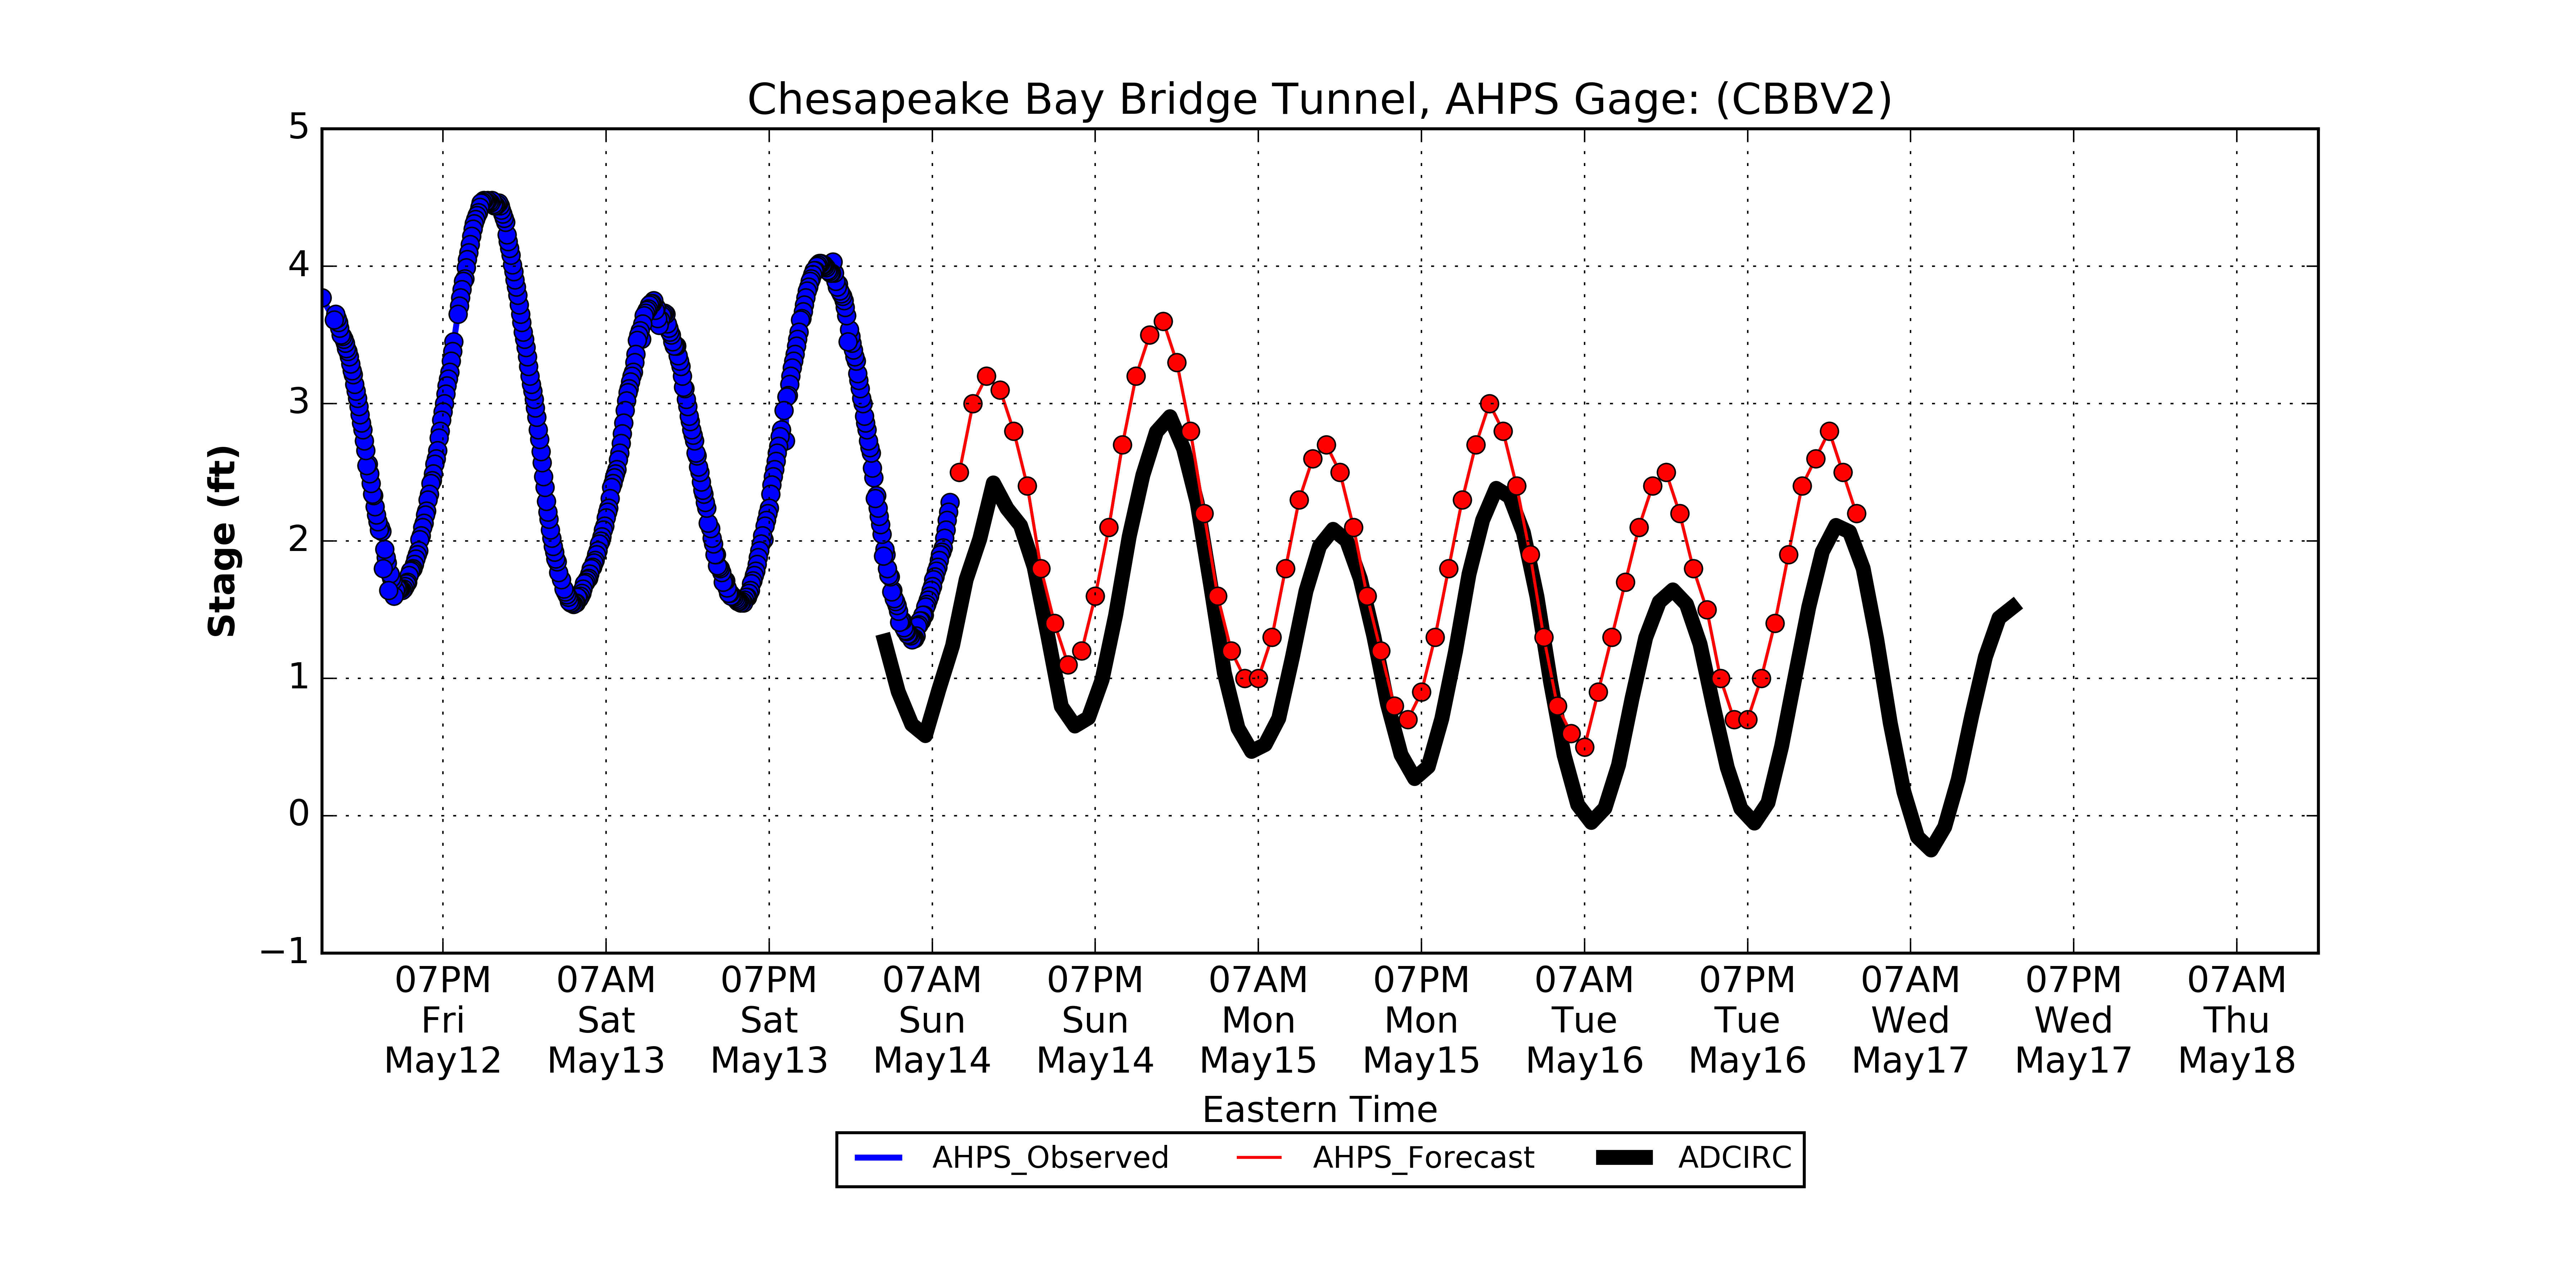 Chesapeake Bay Bridge Tunnel, AHPS Gage: (CBBV2)
5
4
3
2
1
0
−1
Stage (ft)
07PM 07AM 07PM 07AM 07PM 07AM 07PM 07AM 07PM 07AM 07PM 07AM
Fri Sat Sat Sun Sun Mon Mon Tue Tue Wed Wed Thu
May12 May13 May13 May14 May14 May15 May15 May16 May16 May17 May17 May18
Eastern Time
AHPS_Observed AHPS_Forecast ADCIRC